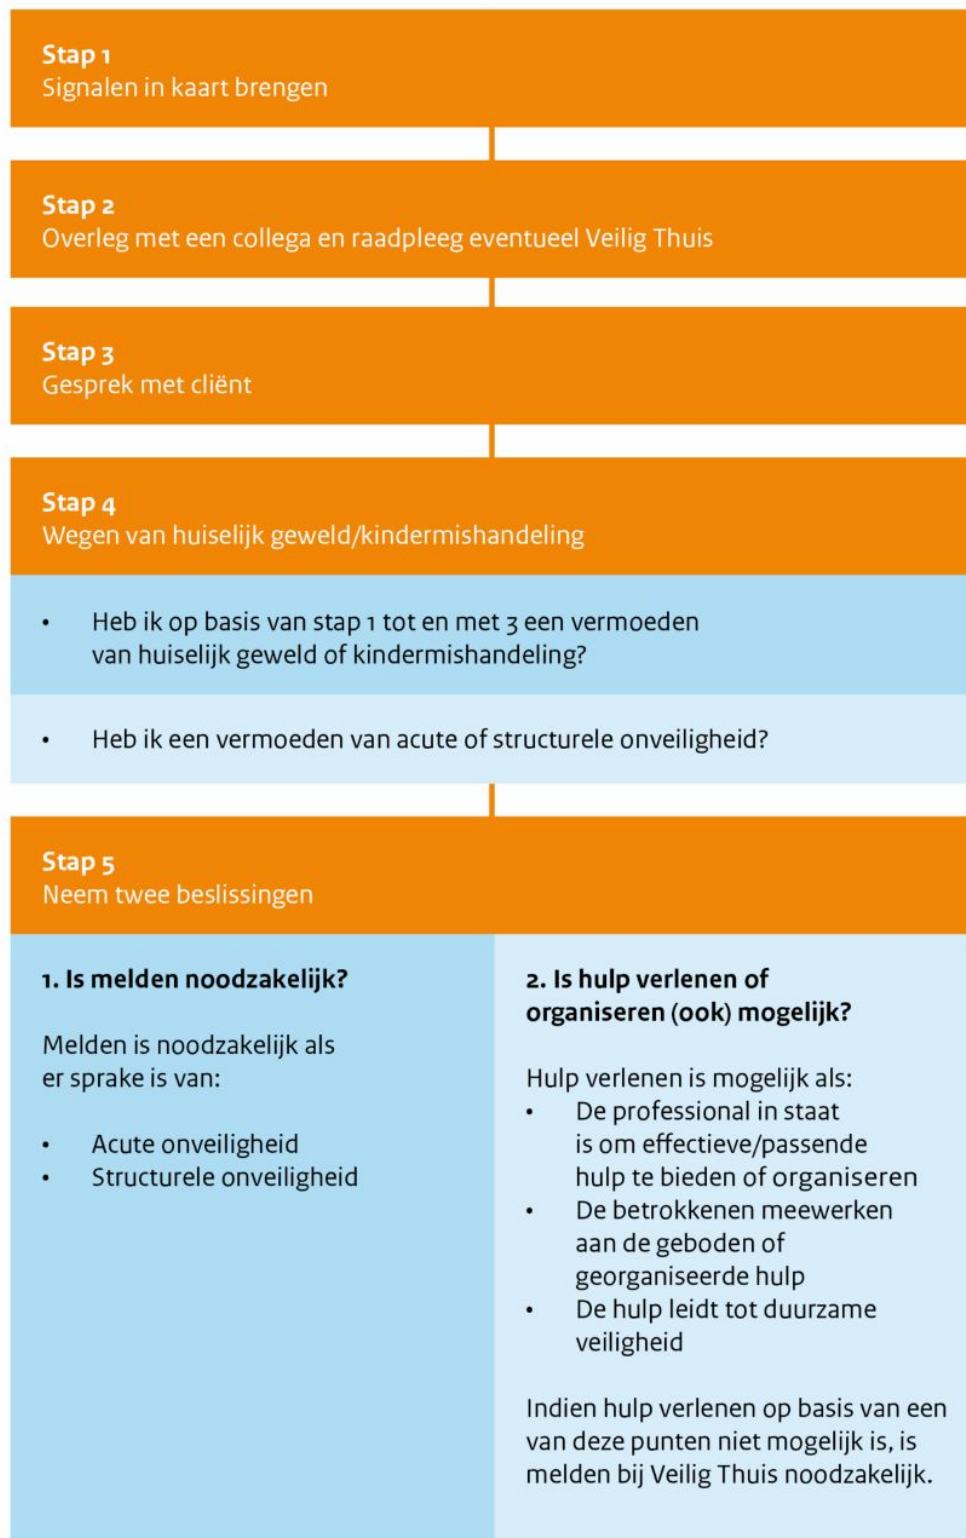 Stap 1
Signalen in kaart brengen
Stap 2
Overleg met een collega en raadpleeg eventueel Veilig Thuis
Stap 3
Gesprek met cliënt
Stap 4
Wegen van huiselijk geweld/kindermishandeling
• Heb ik op basis van stap 1 tot en met 3 een vermoeden
van huiselijk geweld of kindermishandeling?
• Heb ik een vermoeden van acute of structurele onveiligheid?
Stap 5
Neem twee beslissingen
1. Is melden noodzakelijk?
Melden is noodzakelijk als
er sprake is van:
• Acute onveiligheid
• Structurele onveiligheid
2. Is hulp verlenen of
organiseren (ook) mogelijk?
Hulp verlenen is mogelijk als:
• De professional in staat
is om effectieve/passende
hulp te bieden of organiseren
• De betrokkenen meewerken
aan de geboden of
georganiseerde hulp
• De hulp leidt tot duurzame
veiligheid
Indien hulp verlenen op basis van een
van deze punten niet mogelijk is, is
melden bij Veilig Thuis noodzakelijk.